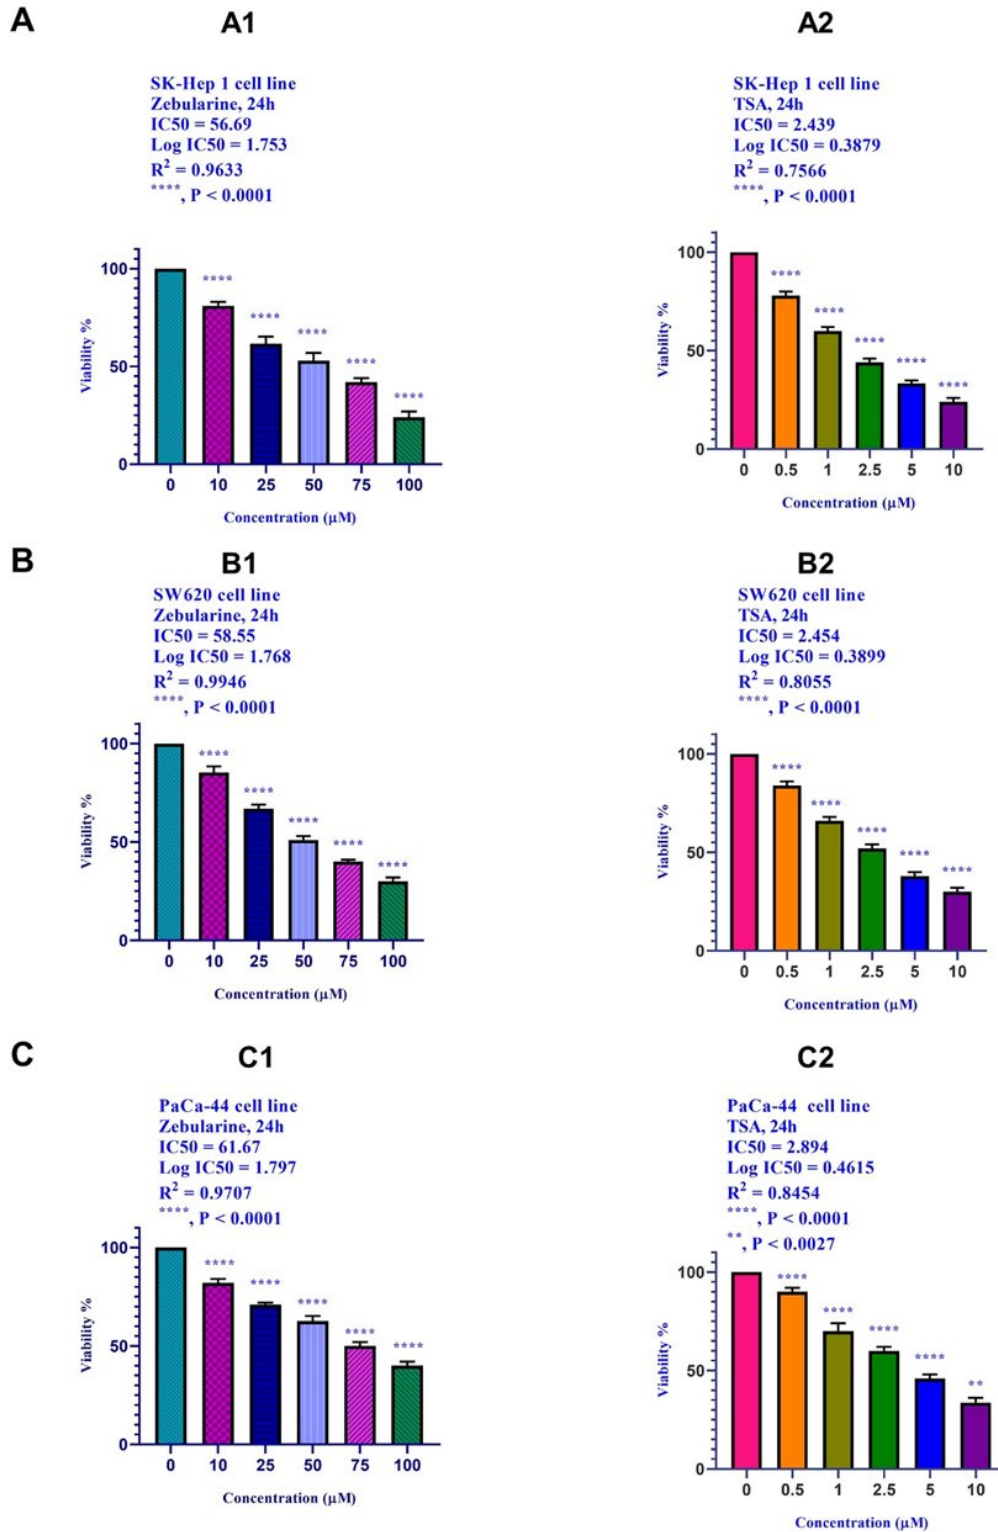 A
A1
SK-Hep 1 cell line
Zebularine, 24h
IC50 = 56.69
Log IC50 = 1.753
R² = 0.9633
****, P < 0.0001
Viability %
100
50
0
****
****
****
****
****
0 10 25 50 75 100
Concentration (μM)
A2
SK-Hep 1 cell line
TSA, 24h
IC50 = 2.439
Log IC50 = 0.3879
R² = 0.7566
****, P < 0.0001
Viability %
100
50
0
****
****
****
****
****
0 0.5 1 2.5 5 10
Concentration (μM)
B
B1
SW620 cell line
Zebularine, 24h
IC50 = 58.55
Log IC50 = 1.768
R² = 0.9946
****, P < 0.0001
Viability %
100
50
0
****
****
****
****
****
0 10 25 50 75 100
Concentration (μM)
B2
SW620 cell line
TSA, 24h
IC50 = 2.454
Log IC50 = 0.3899
R² = 0.8055
****, P < 0.0001
Viability %
100
50
0
****
****
****
****
****
0 0.5 1 2.5 5 10
Concentration (μM)
C
C1
PaCa-44 cell line
Zebularine, 24h
IC50 = 61.67
Log IC50 = 1.797
R² = 0.9707
****, P < 0.0001
Viability %
100
50
0
****
****
****
****
****
0 10 25 50 75 100
Concentration (μM)
C2
PaCa-44 cell line
TSA, 24h
IC50 = 2.894
Log IC50 = 0.4615
R² = 0.8454
****, P < 0.0001
**, P < 0.0027
Viability %
100
50
0
****
****
****
****
**
0 0.5 1 2.5 5 10
Concentration (μM)